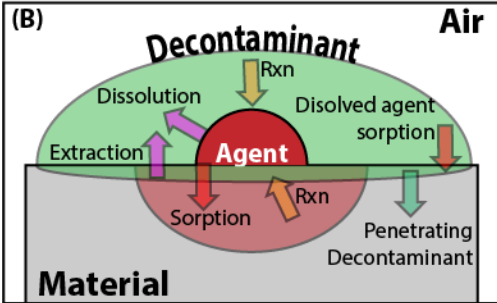 (B)
Air
Decontaminant
Rxn
Dissolution
Disolved agent
sorption
Extraction
Agent
Sorption
Rxn
Penetrating
Decontaminant
Material